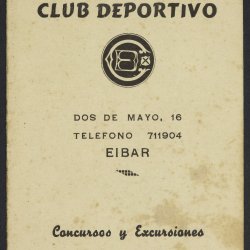 CLUB DEPORTIVO
DOS DE MAYO, 16
TELEFONO 711904
EIBAR
Concursos y Excursiones